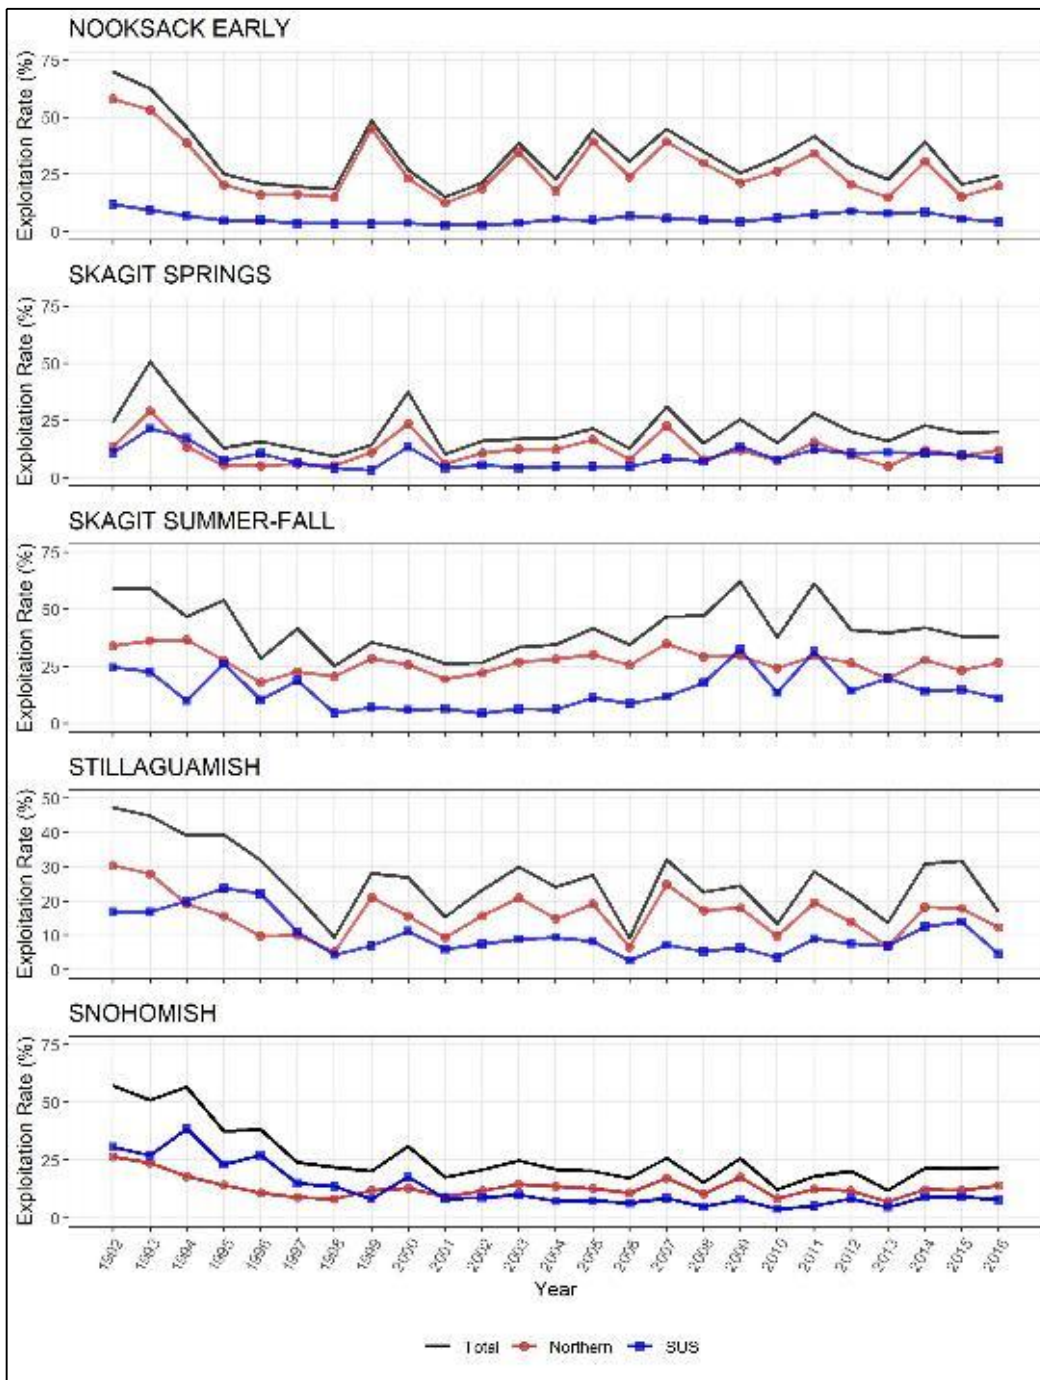 NOOKSACK EARLY
Exploitation Rate (%)
75
50
25
0
SKAGIT SPRINGS
Exploitation Rate (%)
75
50
25
0
SKAGIT SUMMER-FALL
Exploitation Rate (%)
75
50
25
0
STILLAGUAMISH
Exploitation Rate (%)
50
40
30
20
10
0
SNOHOMISH
Exploitation Rate (%)
75
50
25
0
1992 1993 1994 1995 1996 1997 1998 1999 2000 2001 2002 2003 2004 2005 2006 2007 2008 2009 2010 2011 2012 2013 2014 2015 2016
Year
Total Northern SUS